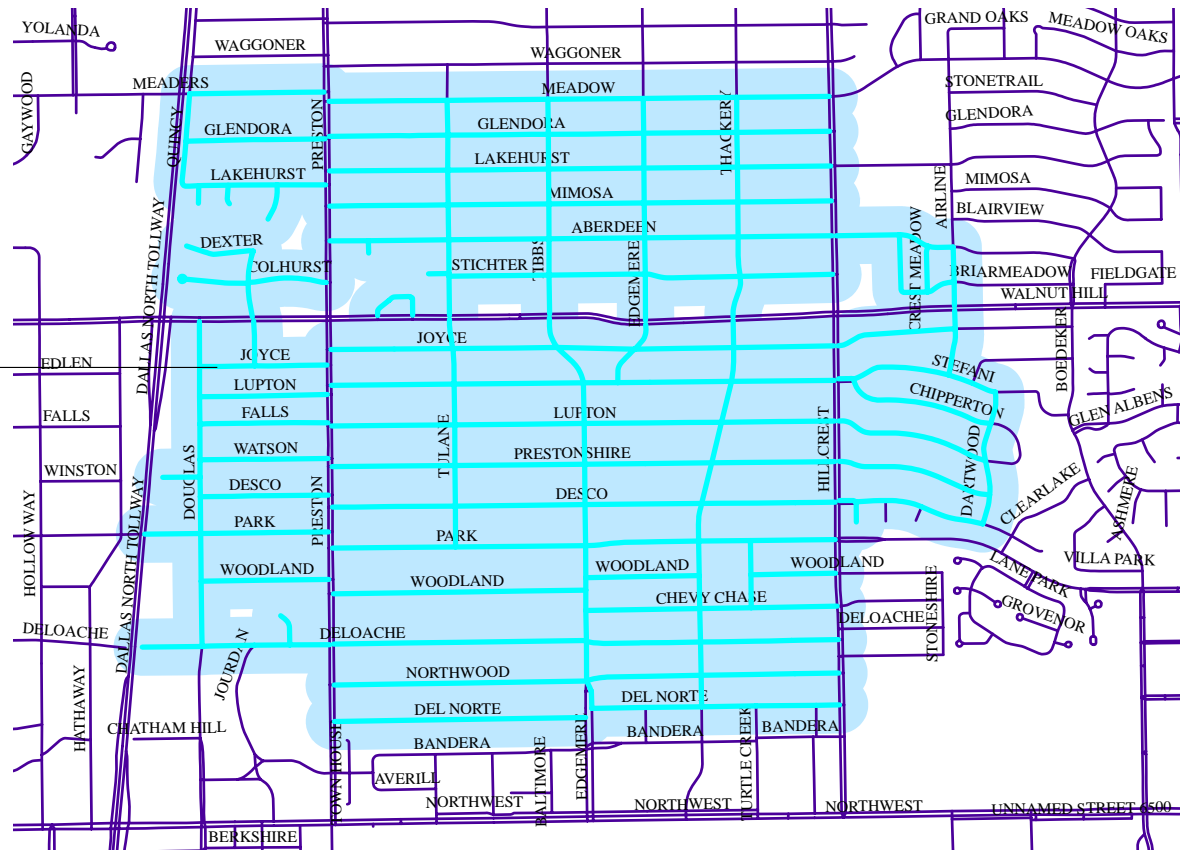 YOLANDA
GRAND OAKS
MEADOW OAKS
WAGGONER
WAGGONER
MEADERS
MEADOW
STONETRAIL
GAYWOOD
QUINCY
PRESTON
THACKERY
GLENDORA
GLENDORA
GLENDORA
LAKEHURST
LAKEHURST
MIMOSA
MIMOSA
AIRLINE
BLAIRVIEW
ABERDEEN
DEXTER
COLHURST
STICHTER
TIBBS
EDGEMERE
CREST MEADOW
BRIARMEADOW
FIELDGATE
WALNUT HILL
DALLAS NORTH TOLLWAY
JOYCE
JOYCE
EDLEN
STEFANI
BOEDEKER
LUPTON
CHIPPERTON
GLEN ALBENS
FALLS
FALLS
LUPTON
TULANE
HILLCREST
WATSON
PRESTONSHIRE
DARTWOOD
WINSTON
DOUGLAS
DESCO
DESCO
CLEARLAKE
ASHMERE
HOLLOW WAY
DALLAS NORTH TOLLWAY
PRESTON
PARK
PARK
VILLA PARK
WOODLAND
WOODLAND
WOODLAND
WOODLAND
LANE PARK
CHEVY CHASE
GROVENOR
STONESHIRE
DELOACHE
DELOACHE
DELOACHE
DALLAS NORTH TOLLWAY
JOURDAN
HATHAWAY
NORTHWOOD
DEL NORTE
DEL NORTE
CHATHAM HILL
TOWN HOUSE
BANDERA
BANDERA
BANDERA
BALTIMORE
EDGEMERE
TURTLE CREEK
AVERILL
NORTHWEST
NORTHWEST
NORTHWEST
UNNAMED STREET 6500
BERKSHIRE